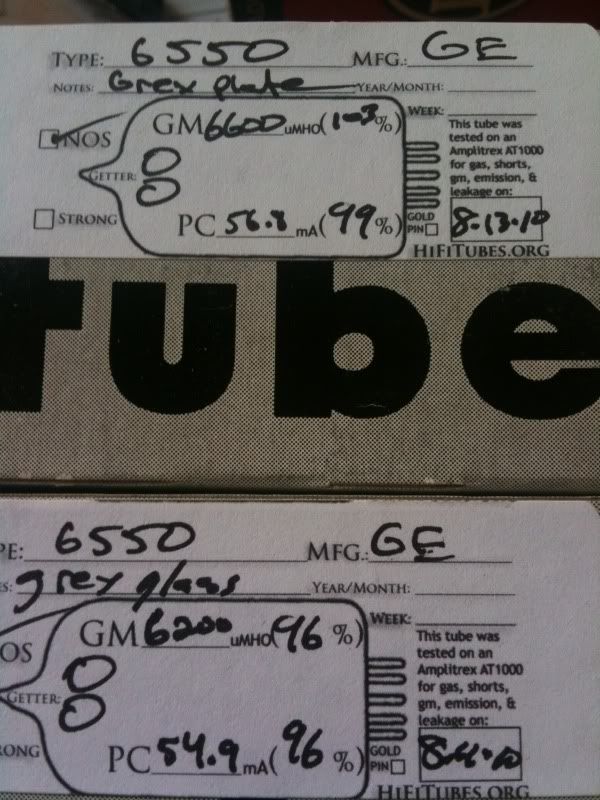 TYPE: 6550 MFG.: GE
NOTES: Grey plate YEAR/MONTH:
WEEK:
NOS
GM 6600 uMHO (103%)
GETTER: OO
STRONG
PC 56.8 mA (99%)
GOLD
PIN
This tube was
tested on an
Amplitrex AT1000
for gas, shorts,
gm, emission, &
leakage on:
8-13-10
HIFITUBES.ORG
tube
PE: 6550 MFG.: GE
S: grey glass YEAR/MONTH:
WEEK:
OS
GM 6200 uMHO (96%)
GETTER: OO
RONG
PC 54.9 mA (96%)
GOLD
PIN
This tube was
tested on an
Amplitrex AT1000
for gas, shorts,
gm, emission, &
leakage on:
HIFITUBES.ORG